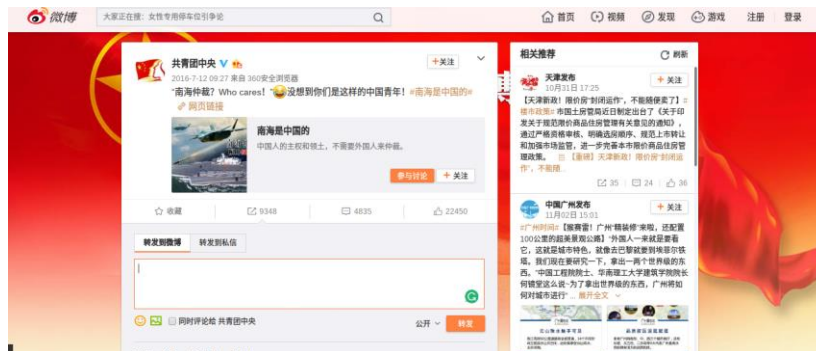 微博
大家正在搜：女性专用停车位引争论
首页
视频
发现
游戏
注册
登录
共青团中央
+关注
2016-7-12 09:27 来自 360安全浏览器
"南海仲裁？Who cares！"😂没想到你们是这样的中国青年！#南海是中国的#
网页链接
南海是中国的
中国人的主权和领土，不需要外国人来仲裁。
参与讨论
+ 关注
收藏
9348
4835
22450
转发到微博
转发到私信
同时评论给 共青团中央
公开
转发
相关推荐
刷新
天津发布
+ 关注
10月31日 17:25
【天津新政！限价房"封闭运作"，不能随便卖了】#
楼市政策# 市国土房管局近日制定出台了《关于印
发关于规范限价商品住房管理有关意见的通知》，
通过严格资格审核、明确选房顺序、规范上市转让
和加强市场监管，进一步完善本市限价商品住房管
理政策。 【重磅】天津新政！限价房"封闭运
作"，不能随...
35
24
36
中国广州发布
+ 关注
11月02日 15:01
#广州时间#【猴赛雷！广州"精装修"来啦，还配置
100公里的超美景观公路】"外国人一来就是要看
它，这就是城市特色，就像去巴黎就要到埃菲尔铁
塔。我们现在要研究一下，拿出一两个世界级的东
西。"中国工程院院士、华南理工大学建筑学院院长
何镜堂这么说~为了拿出世界级的东西，广州将如
何对城市进行" ... 展开全文